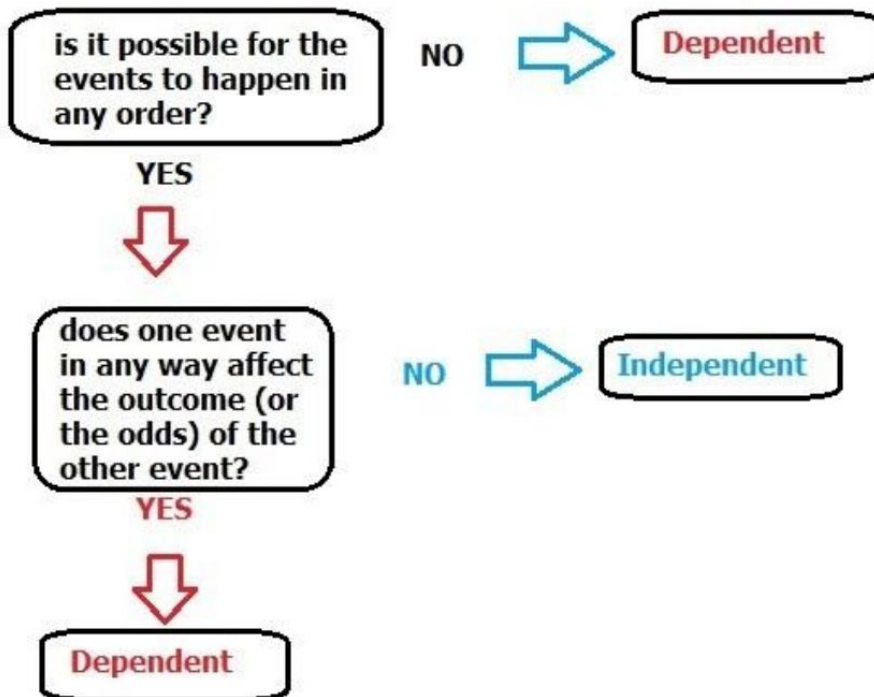 is it possible for the
events to happen in
any order?
NO
Dependent
YES
does one event
in any way affect
the outcome (or
the odds) of the
other event?
NO
Independent
YES
Dependent